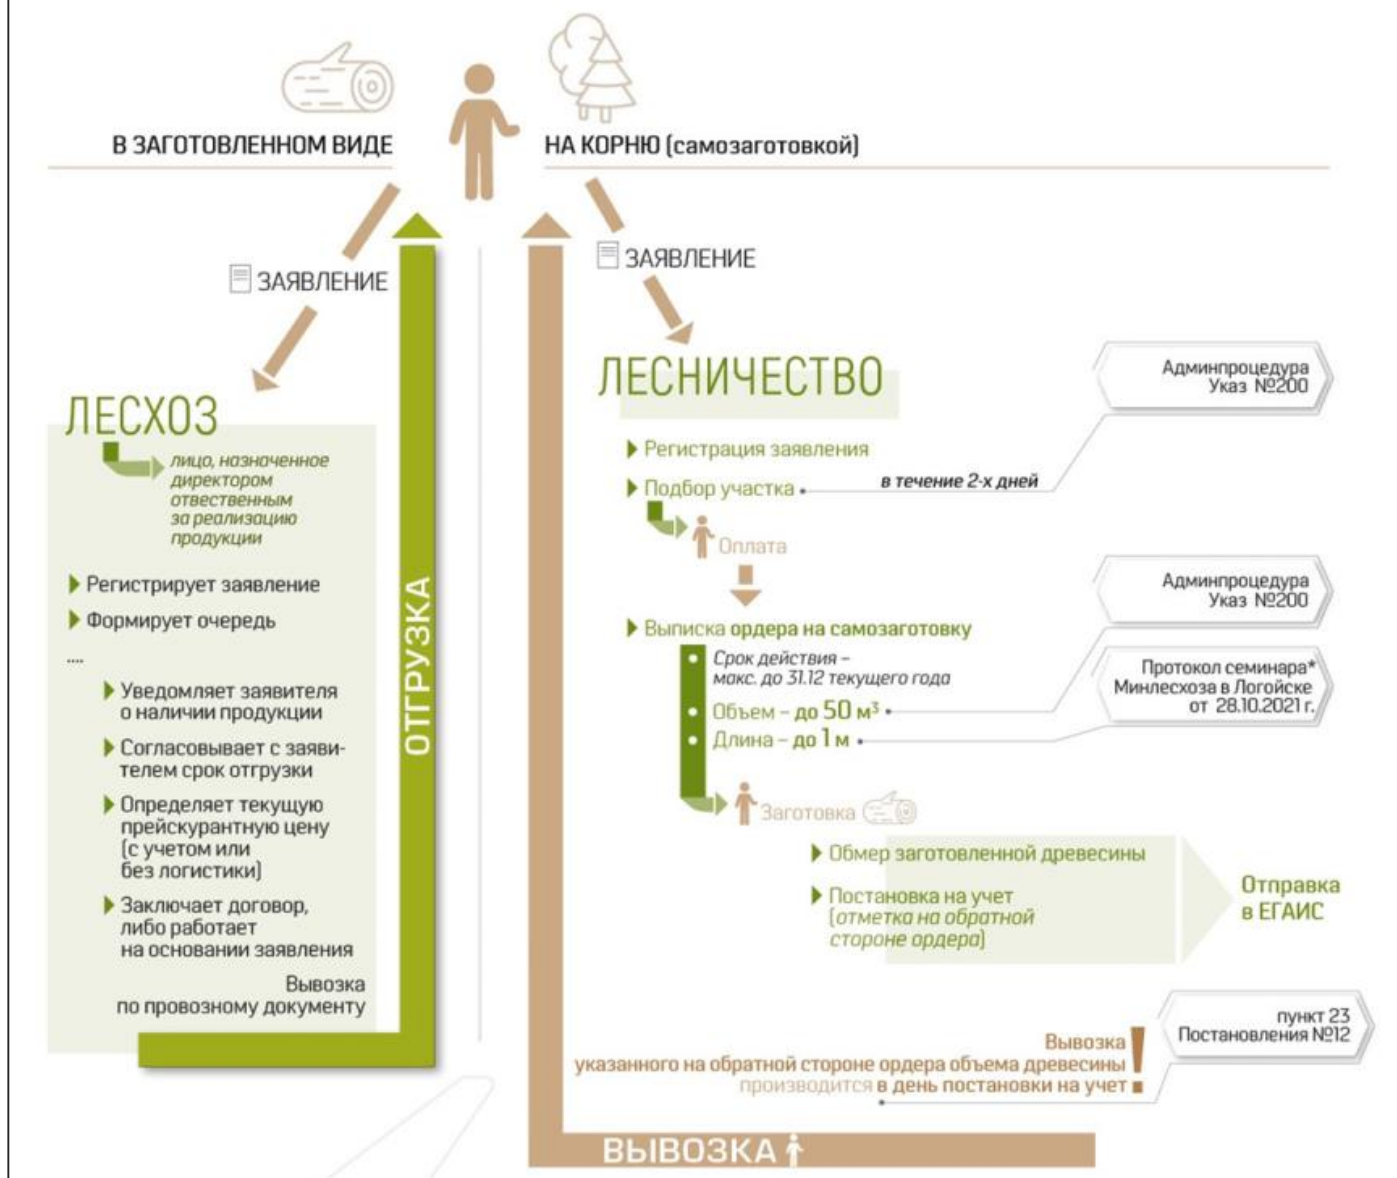 В ЗАГОТОВЛЕННОМ ВИДЕ
ЗАЯВЛЕНИЕ
ЛЕСХОЗ
лицо, назначенное
директором
отвественным
за реализацию
продукции
Регистрирует заявление
Формирует очередь
....
Уведомляет заявителя
о наличии продукции
Согласовывает с заяви-
телем срок отгрузки
Определяет текущую
прейскурантную цену
(с учетом или
без логистики)
Заключает договор,
либо работает
на основании заявления
Вывозка
по провозному документу
ОТГРУЗКА
НА КОРНЮ (самозаготовкой)
ЗАЯВЛЕНИЕ
ЛЕСНИЧЕСТВО
Регистрация заявления
Подбор участка
в течение 2-х дней
Админпроцедура
Указ №200
Оплата
Выписка ордера на самозаготовку
Срок действия –
макс. до 31.12 текущего года
Объем – до 50 м³
Длина – до 1 м
Админпроцедура
Указ №200
Протокол семинара*
Минлесхоза в Логойске
от 28.10.2021 г.
Заготовка
Обмер заготовленной древесины
Постановка на учет
(отметка на обратной
стороне ордера)
Отправка
в ЕГАИС
пункт 23
Постановления №12
Вывозка
указанного на обратной стороне ордера объема древесины
производится в день постановки на учет !
ВЫВОЗКА